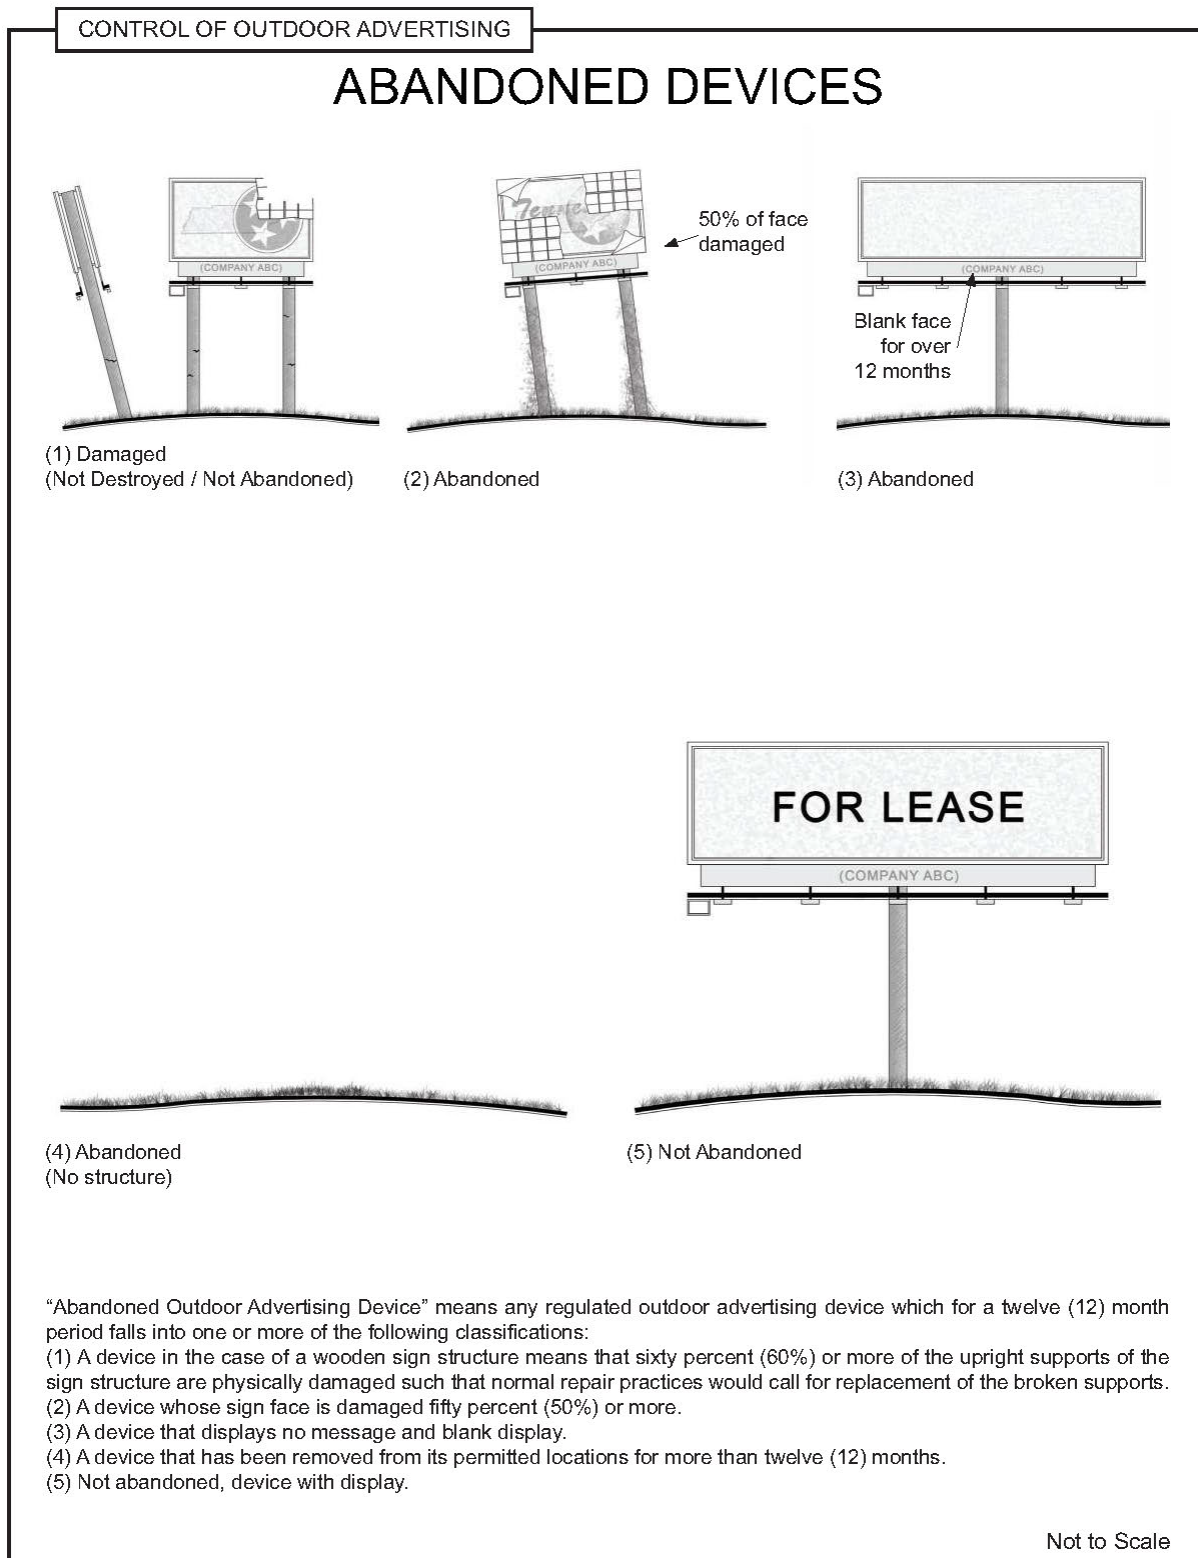 CONTROL OF OUTDOOR ADVERTISING
ABANDONED DEVICES
(COMPANY ABC)
Tenne
(COMPANY ABC)
50% of face
damaged
(COMPANY ABC)
Blank face
for over
12 months
(1) Damaged
(Not Destroyed / Not Abandoned)
(2) Abandoned
(3) Abandoned
FOR LEASE
(COMPANY ABC)
(4) Abandoned
(No structure)
(5) Not Abandoned
“Abandoned Outdoor Advertising Device” means any regulated outdoor advertising device which for a twelve (12) month
period falls into one or more of the following classifications:
(1) A device in the case of a wooden sign structure means that sixty percent (60%) or more of the upright supports of the
sign structure are physically damaged such that normal repair practices would call for replacement of the broken supports.
(2) A device whose sign face is damaged fifty percent (50%) or more.
(3) A device that displays no message and blank display.
(4) A device that has been removed from its permitted locations for more than twelve (12) months.
(5) Not abandoned, device with display.
Not to Scale